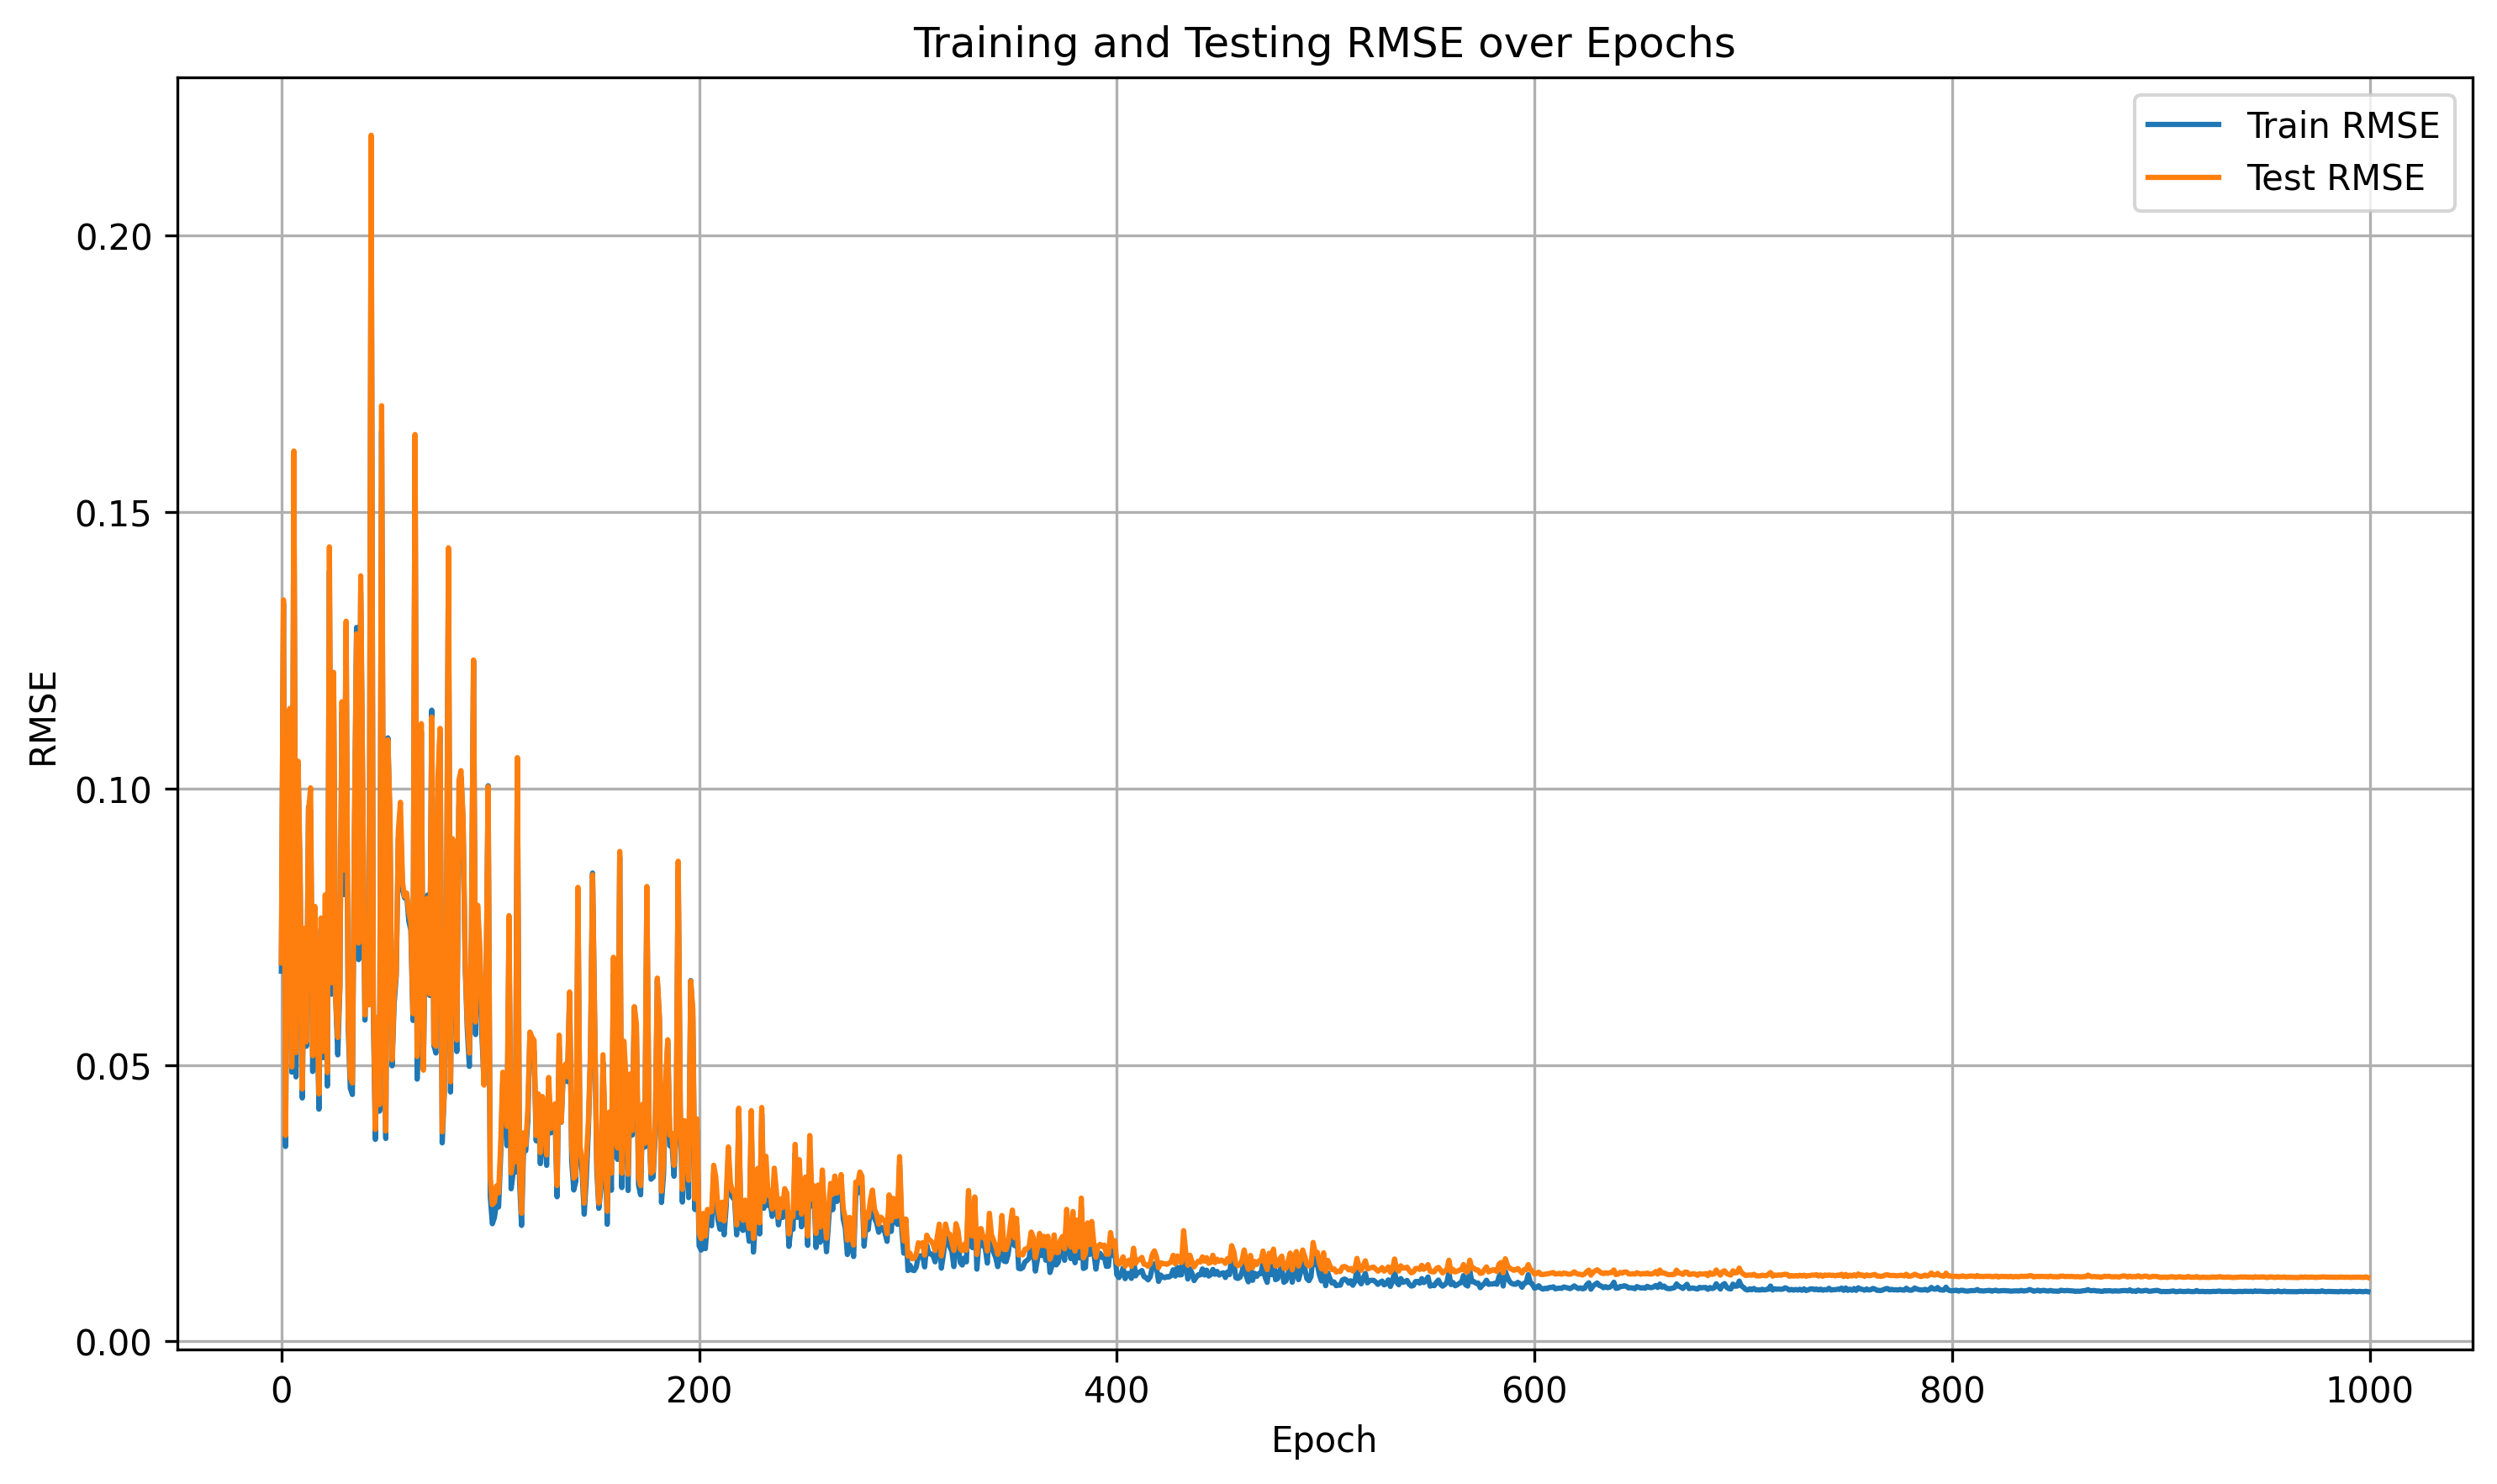 Training and Testing RMSE over Epochs
Train RMSE
Test RMSE
RMSE
0.20
0.15
0.10
0.05
0.00
0 200 400 600 800 1000
Epoch